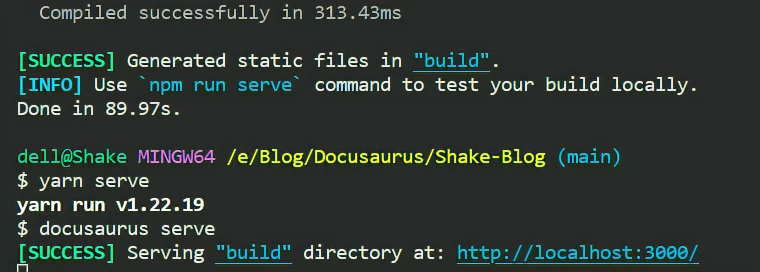 Compiled successfully in 313.43ms
[SUCCESS] Generated static files in "build".
[INFO] Use `npm run serve` command to test your build locally.
Done in 89.97s.
dell@Shake MINGW64 /e/Blog/Docusaurus/Shake-Blog (main)
$ yarn serve
yarn run v1.22.19
$ docusaurus serve
[SUCCESS] Serving "build" directory at: http://localhost:3000/